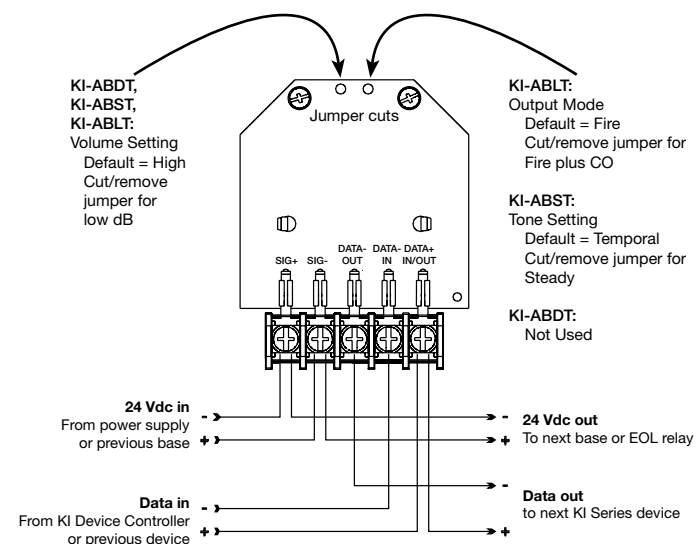 KI-ABDT,
KI-ABST,
KI-ABLT:
Volume Setting
Default = High
Cut/remove
jumper for
low dB
Jumper cuts
KI-ABLT:
Output Mode
Default = Fire
Cut/remove jumper for
Fire plus CO
KI-ABST:
Tone Setting
Default = Temporal
Cut/remove jumper for
Steady
KI-ABDT:
Not Used
SIG+ SIG- DATA- OUT DATA- IN DATA+ IN/OUT
24 Vdc in
From power supply
or previous base
-
+
-
+
24 Vdc out
To next base or EOL relay
Data in
From KI Device Controller
or previous device
-
+
-
+
Data out
to next KI Series device